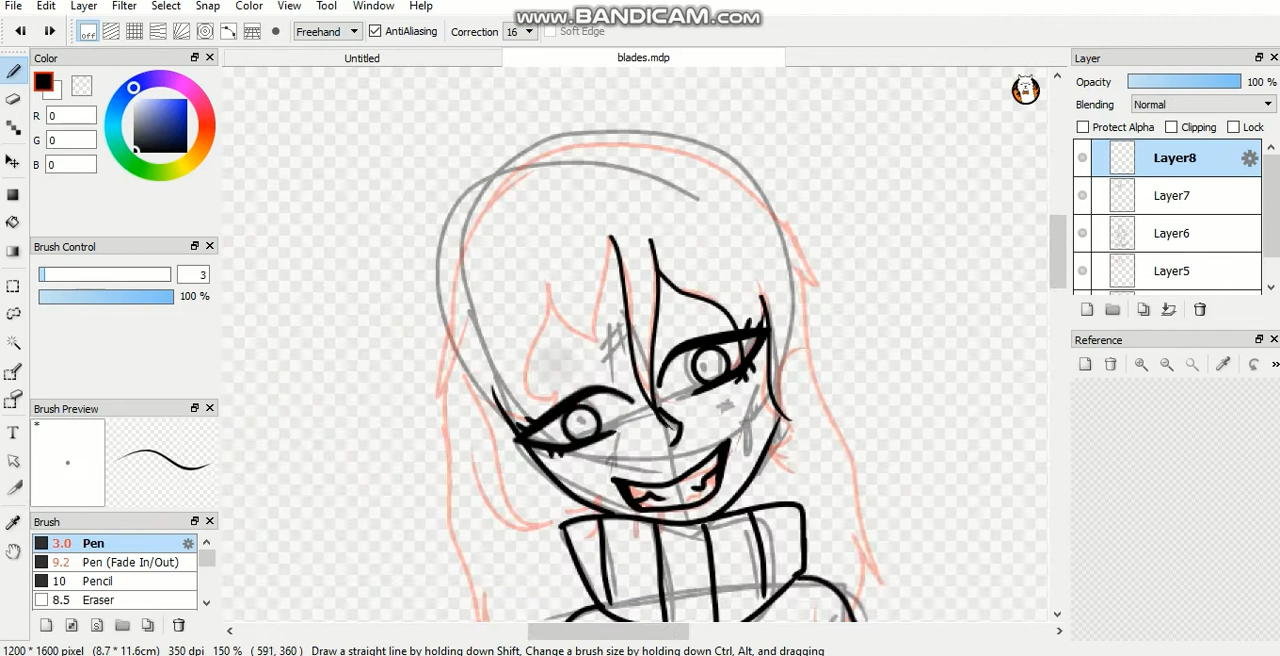 File Edit Layer Filter Select Snap Color View Tool Window Help
www.BANDICAM.com
off Freehand AntiAliasing Correction 16 Soft Edge
Color
Untitled
blades.mdp
Layer
R 0
G 0
B 0
Opacity 100 %
Blending Normal
Protect Alpha Clipping Lock
Layer8
Layer7
Layer6
Layer5
Brush Control
3
100 %
Reference
»
Brush Preview
*
Brush
3.0 Pen
9.2 Pen (Fade In/Out)
10 Pencil
8.5 Eraser
T
1200 * 1600 pixel (8.7 * 11.6cm) 350 dpi 150 % ( 591, 360 ) Draw a straight line by holding down Shift, Change a brush size by holding down Ctrl, Alt, and dragging